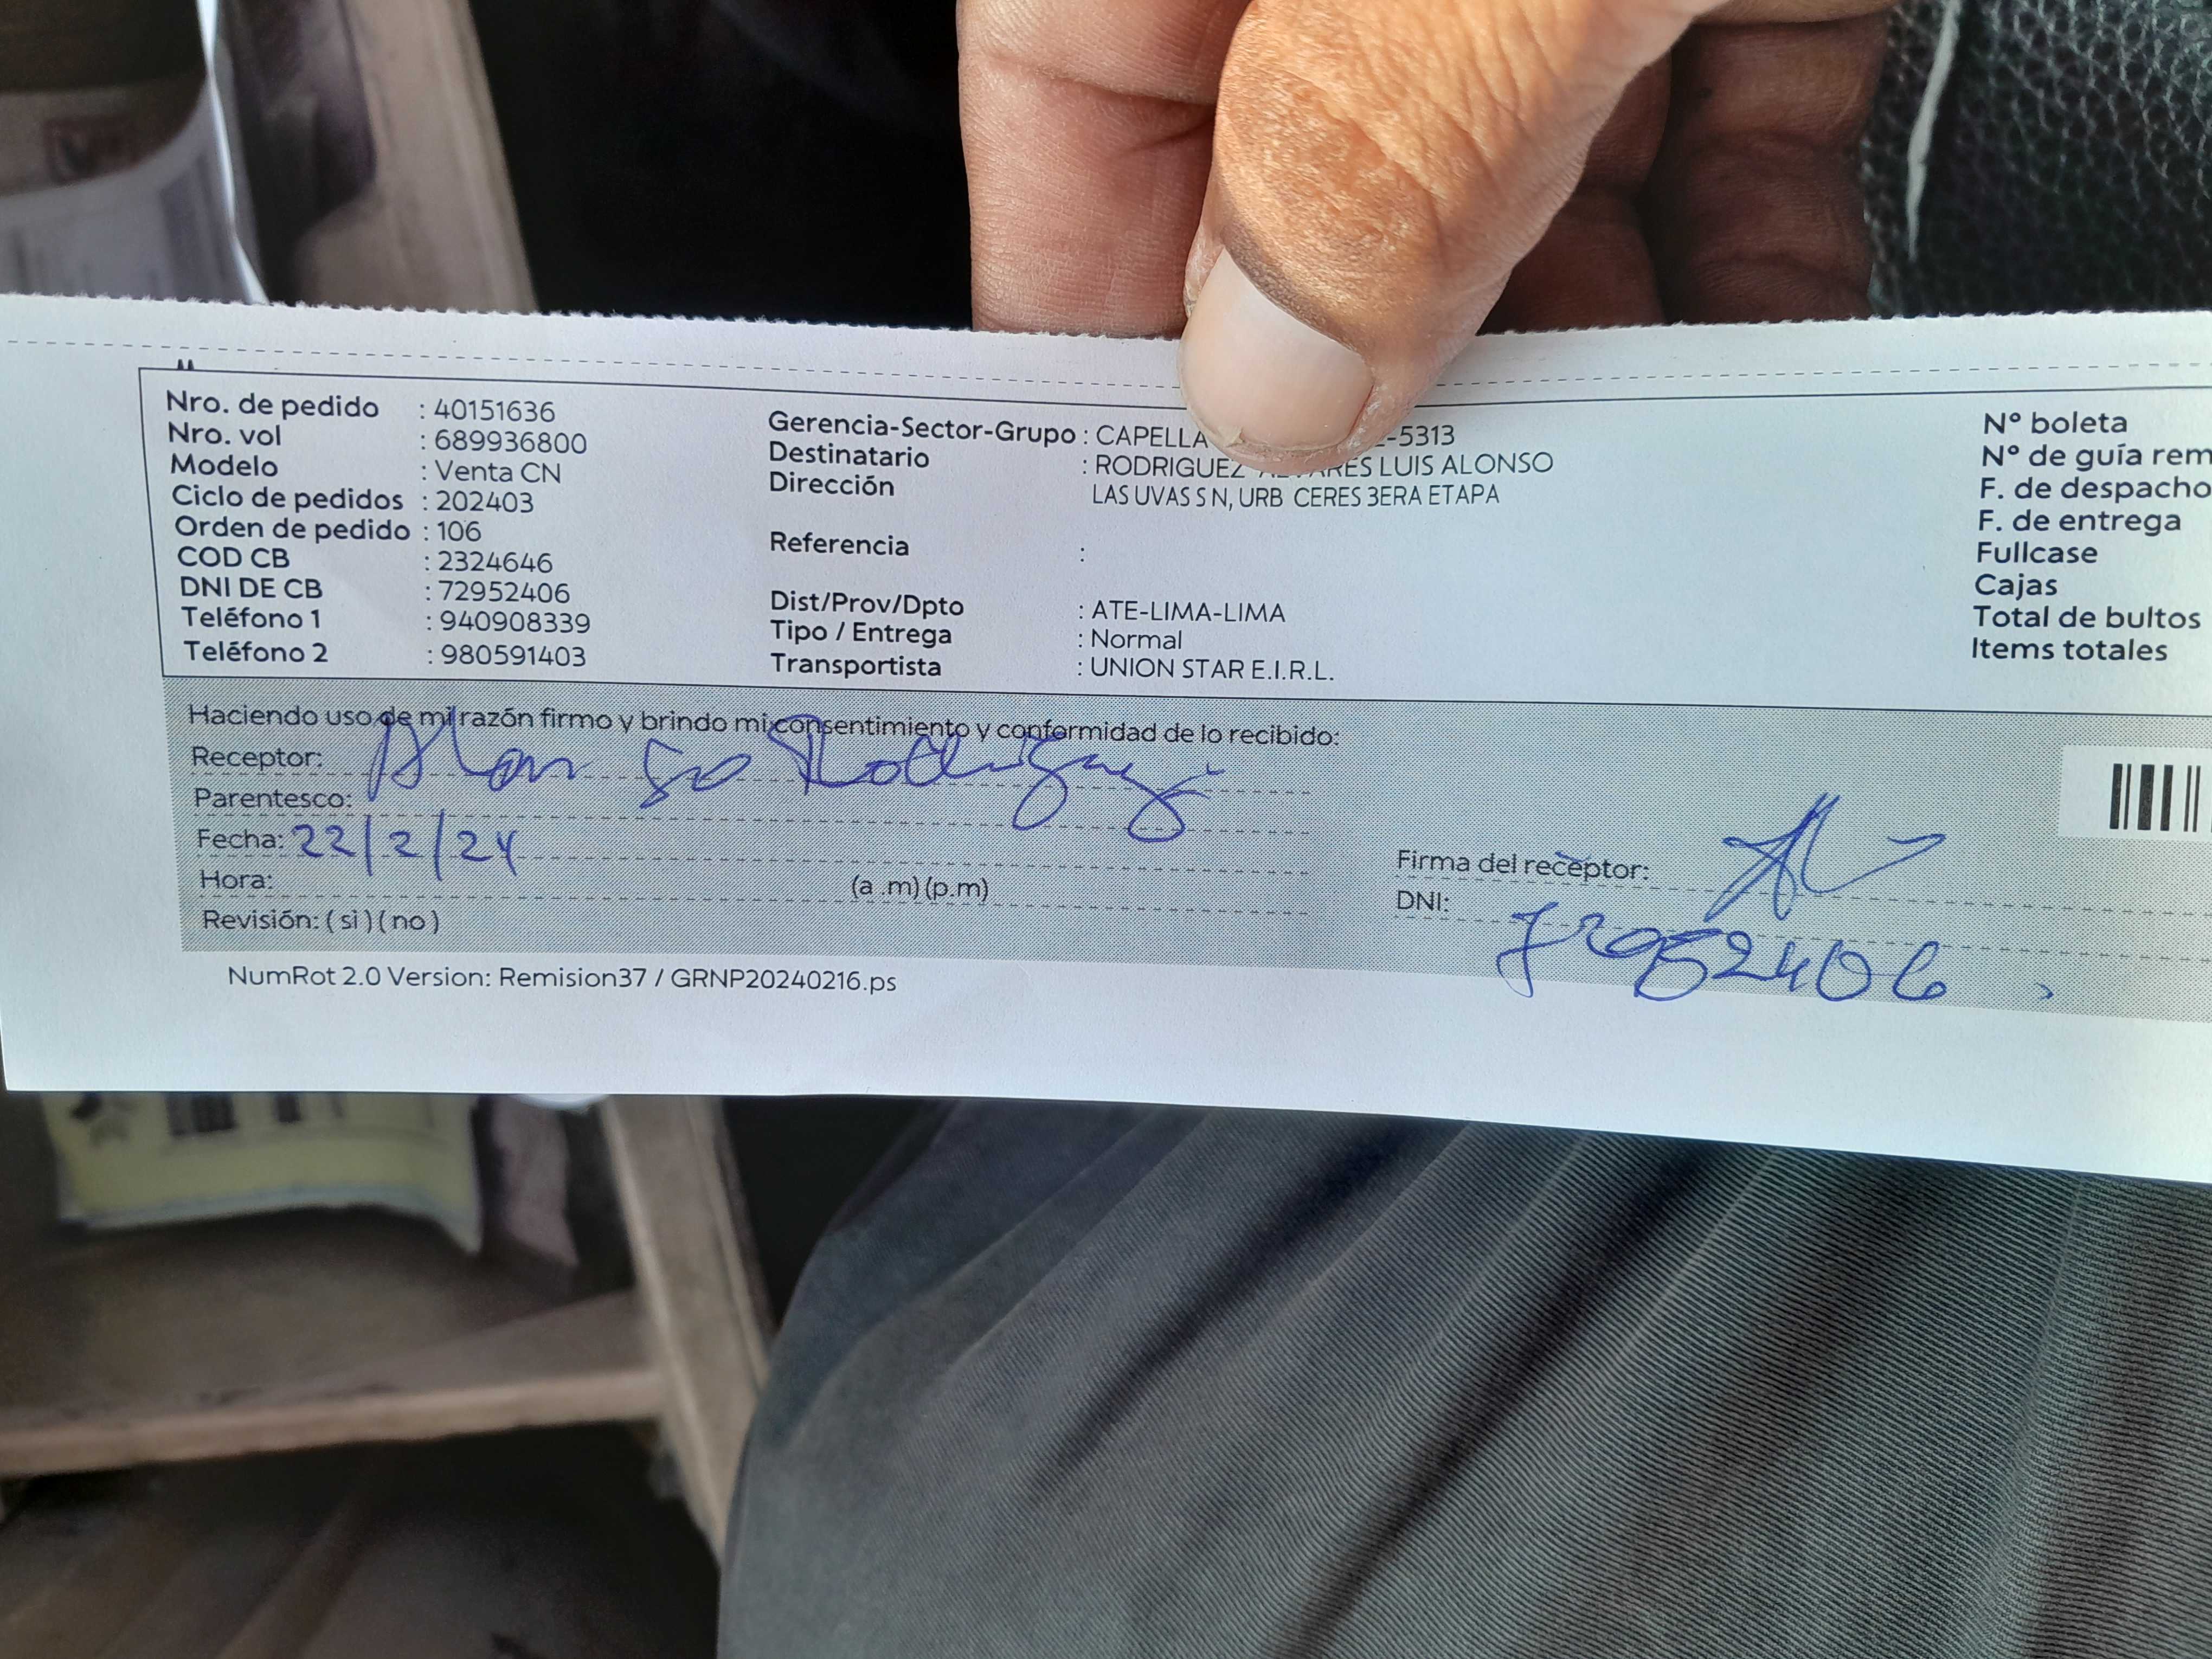 Nro. de pedido : 40151636
Nro. vol : 689936800
Modelo : Venta CN
Ciclo de pedidos : 202403
Orden de pedido : 106
COD CB : 2324646
DNI DE CB : 72952406
Teléfono 1 : 940908339
Teléfono 2 : 980591403
Gerencia-Sector-Grupo : CAPELLA -5313
Destinatario : RODRIGUEZ LUIS ALONSO
Dirección LAS UVAS S N, URB CERES 3ERA ETAPA
Referencia :
Dist/Prov/Dpto : ATE-LIMA-LIMA
Tipo / Entrega : Normal
Transportista : UNION STAR E.I.R.L.
N° boleta
N° de guía rem
F. de despacho
F. de entrega
Fullcase
Cajas
Total de bultos
Items totales
Haciendo uso de mi razón firmo y brindo mi consentimiento y conformidad de lo recibido:
Receptor: Alonso Rodriguez
Parentesco:
Fecha: 22/2/24
Hora: (a .m) (p.m)
Revisión: ( si ) ( no )
Firma del receptor:
DNI: 72952406
NumRot 2.0 Version: Remision37 / GRNP20240216.ps